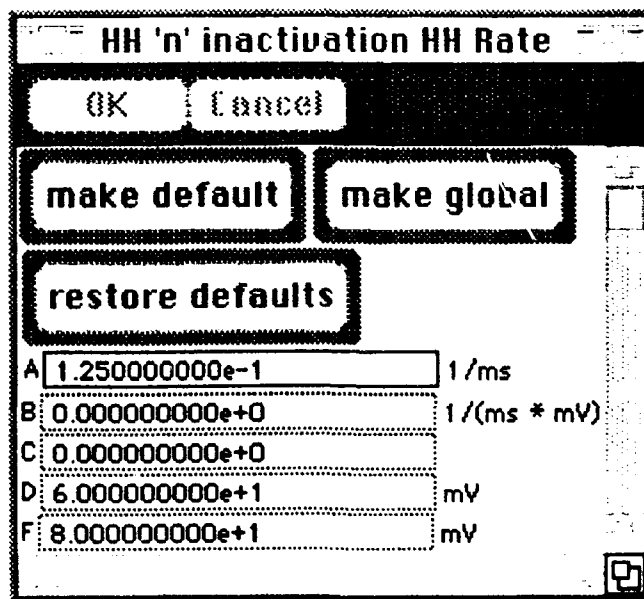 HH 'n' inactivation HH Rate
OK Cancel
make default make global
restore defaults
A 1.250000000e-1 1/ms
B 0.000000000e+0 1/(ms * mV)
C 0.000000000e+0
D 6.000000000e+1 mV
F 8.000000000e+1 mV